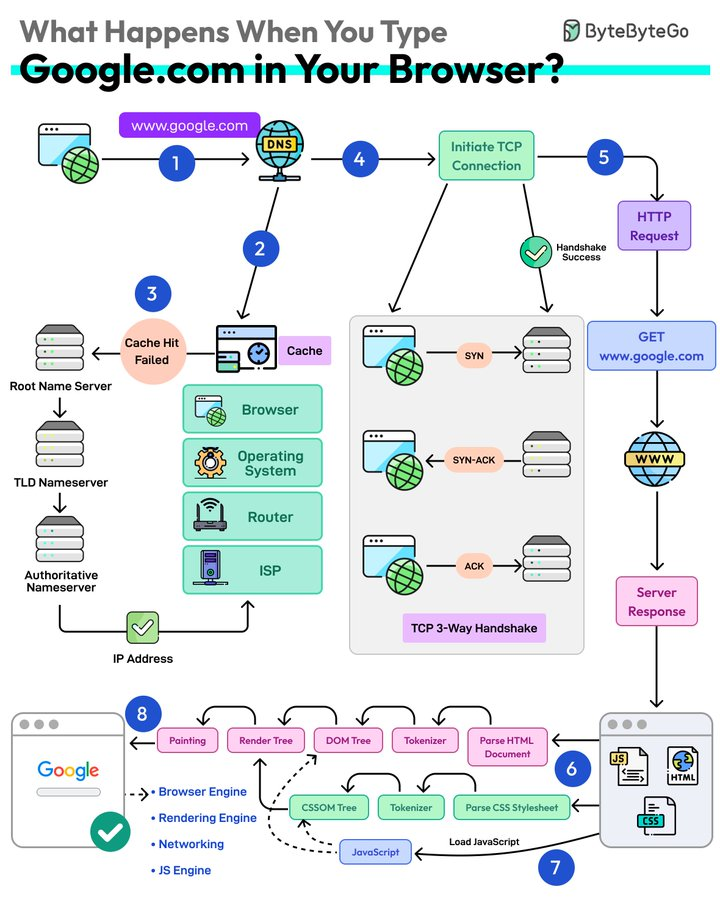 What Happens When You Type
Google.com in Your Browser?
ByteByteGo
www.google.com
1
DNS
4
Initiate TCP
Connection
5
HTTP
Request
2
Handshake
Success
3
Cache Hit
Failed
Cache
GET
www.google.com
Root Name Server
SYN
Browser
TLD Nameserver
Operating
System
SYN-ACK
WWW
Router
Authoritative
Nameserver
ISP
ACK
Server
Response
IP Address
TCP 3-Way Handshake
8
Painting
Render Tree
DOM Tree
Tokenizer
Parse HTML
Document
6
JS
HTML
CSS
Google
• Browser Engine
• Rendering Engine
• Networking
• JS Engine
CSSOM Tree
Tokenizer
Parse CSS Stylesheet
JavaScript
Load JavaScript
7